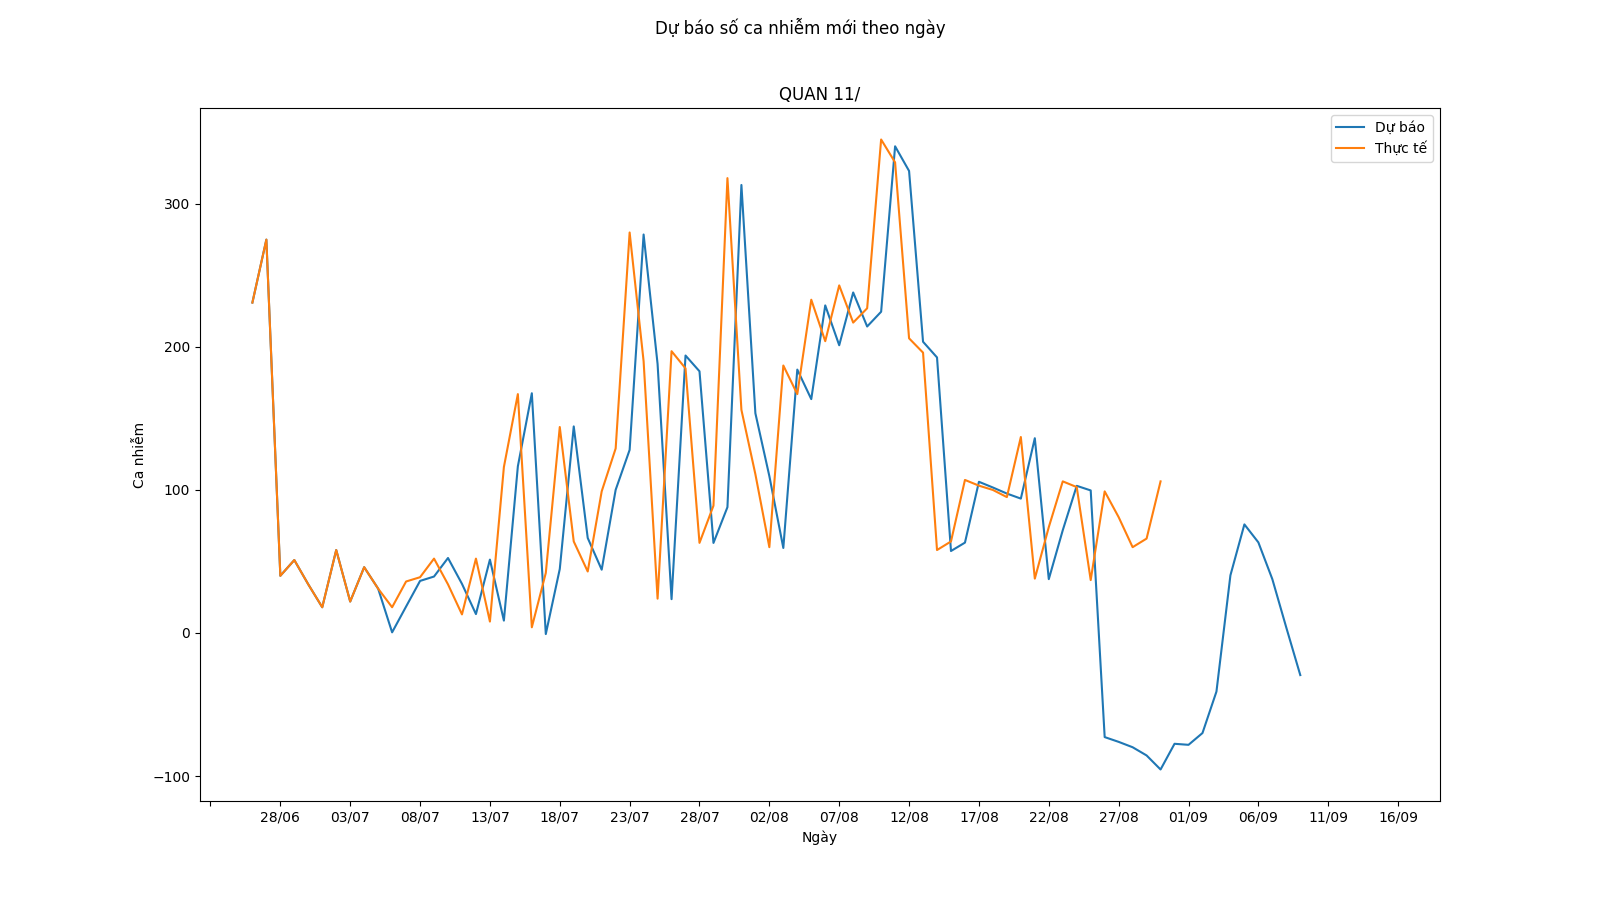 Dự báo số ca nhiễm mới theo ngày
QUAN 11/
Dự báo
Thực tế
Ca nhiễm
300
200
100
0
−100
28/06 03/07 08/07 13/07 18/07 23/07 28/07 02/08 07/08 12/08 17/08 22/08 27/08 01/09 06/09 11/09 16/09
Ngày